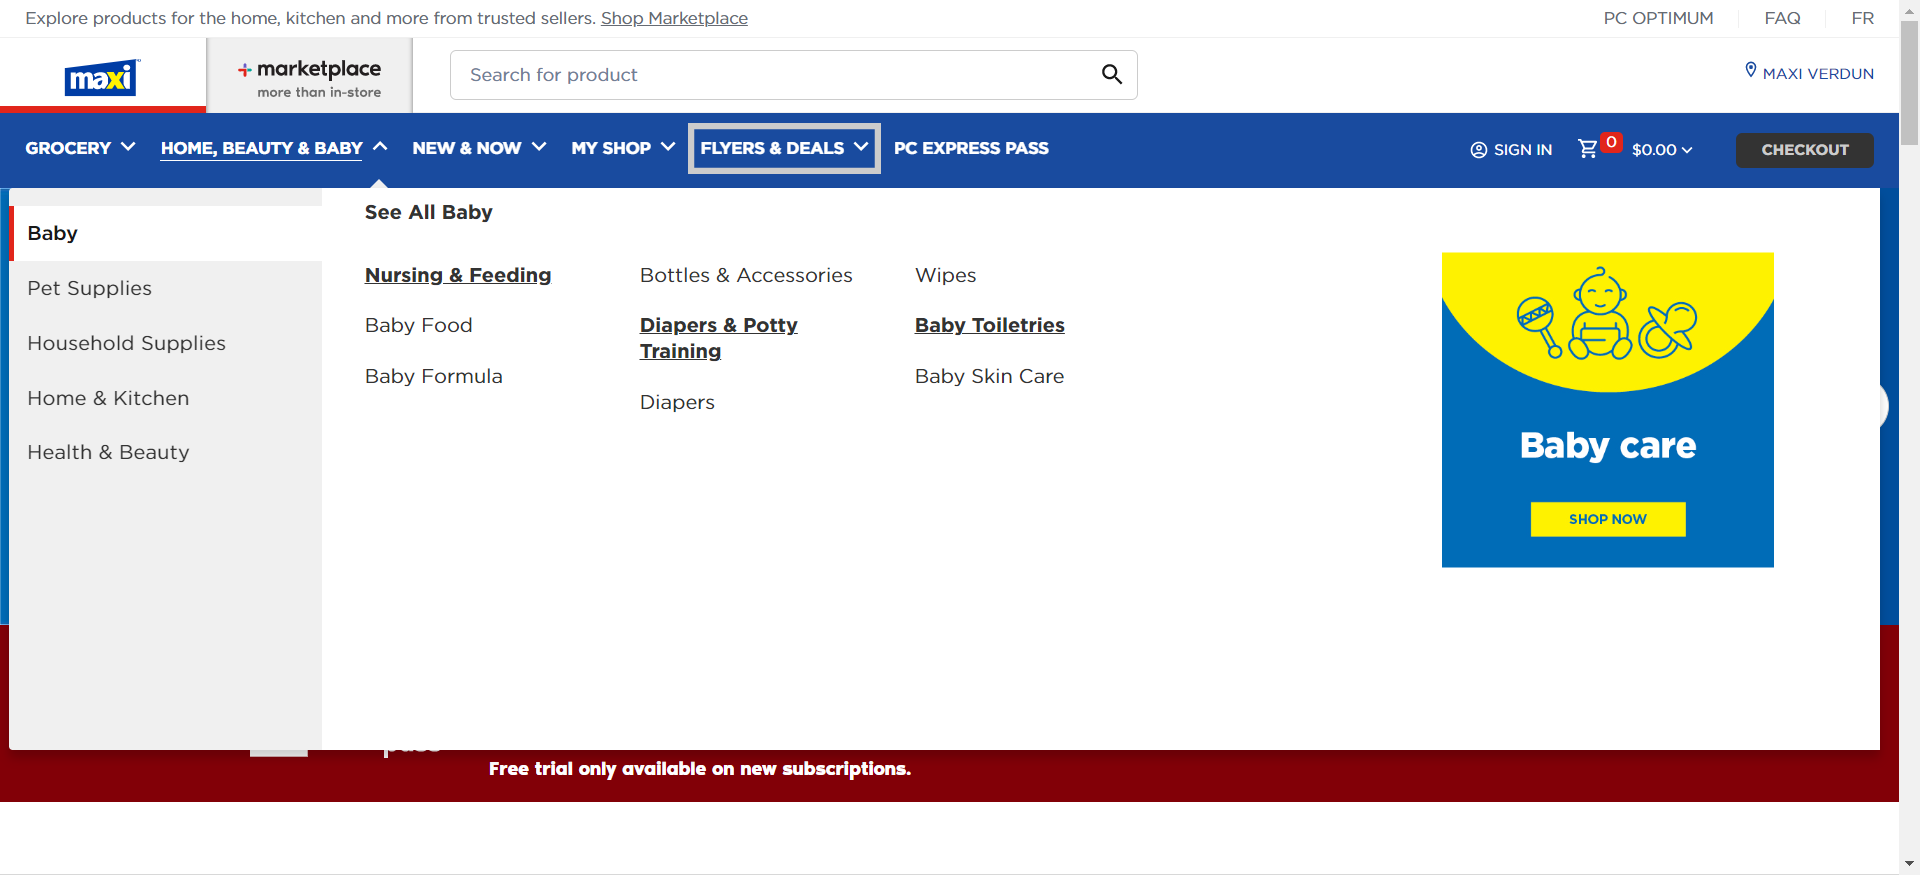 Explore products for the home, kitchen and more from trusted sellers. Shop Marketplace
PC OPTIMUM
FAQ
FR
maxi
marketplace
more than in-store
Search for product
MAXI VERDUN
GROCERY
HOME, BEAUTY & BABY
NEW & NOW
MY SHOP
FLYERS & DEALS
PC EXPRESS PASS
SIGN IN
0
$0.00
CHECKOUT
Baby
Pet Supplies
Household Supplies
Home & Kitchen
Health & Beauty
See All Baby
Nursing & Feeding
Baby Food
Baby Formula
Bottles & Accessories
Diapers & Potty
Training
Diapers
Wipes
Baby Toiletries
Baby Skin Care
Baby care
SHOP NOW
Free trial only available on new subscriptions.